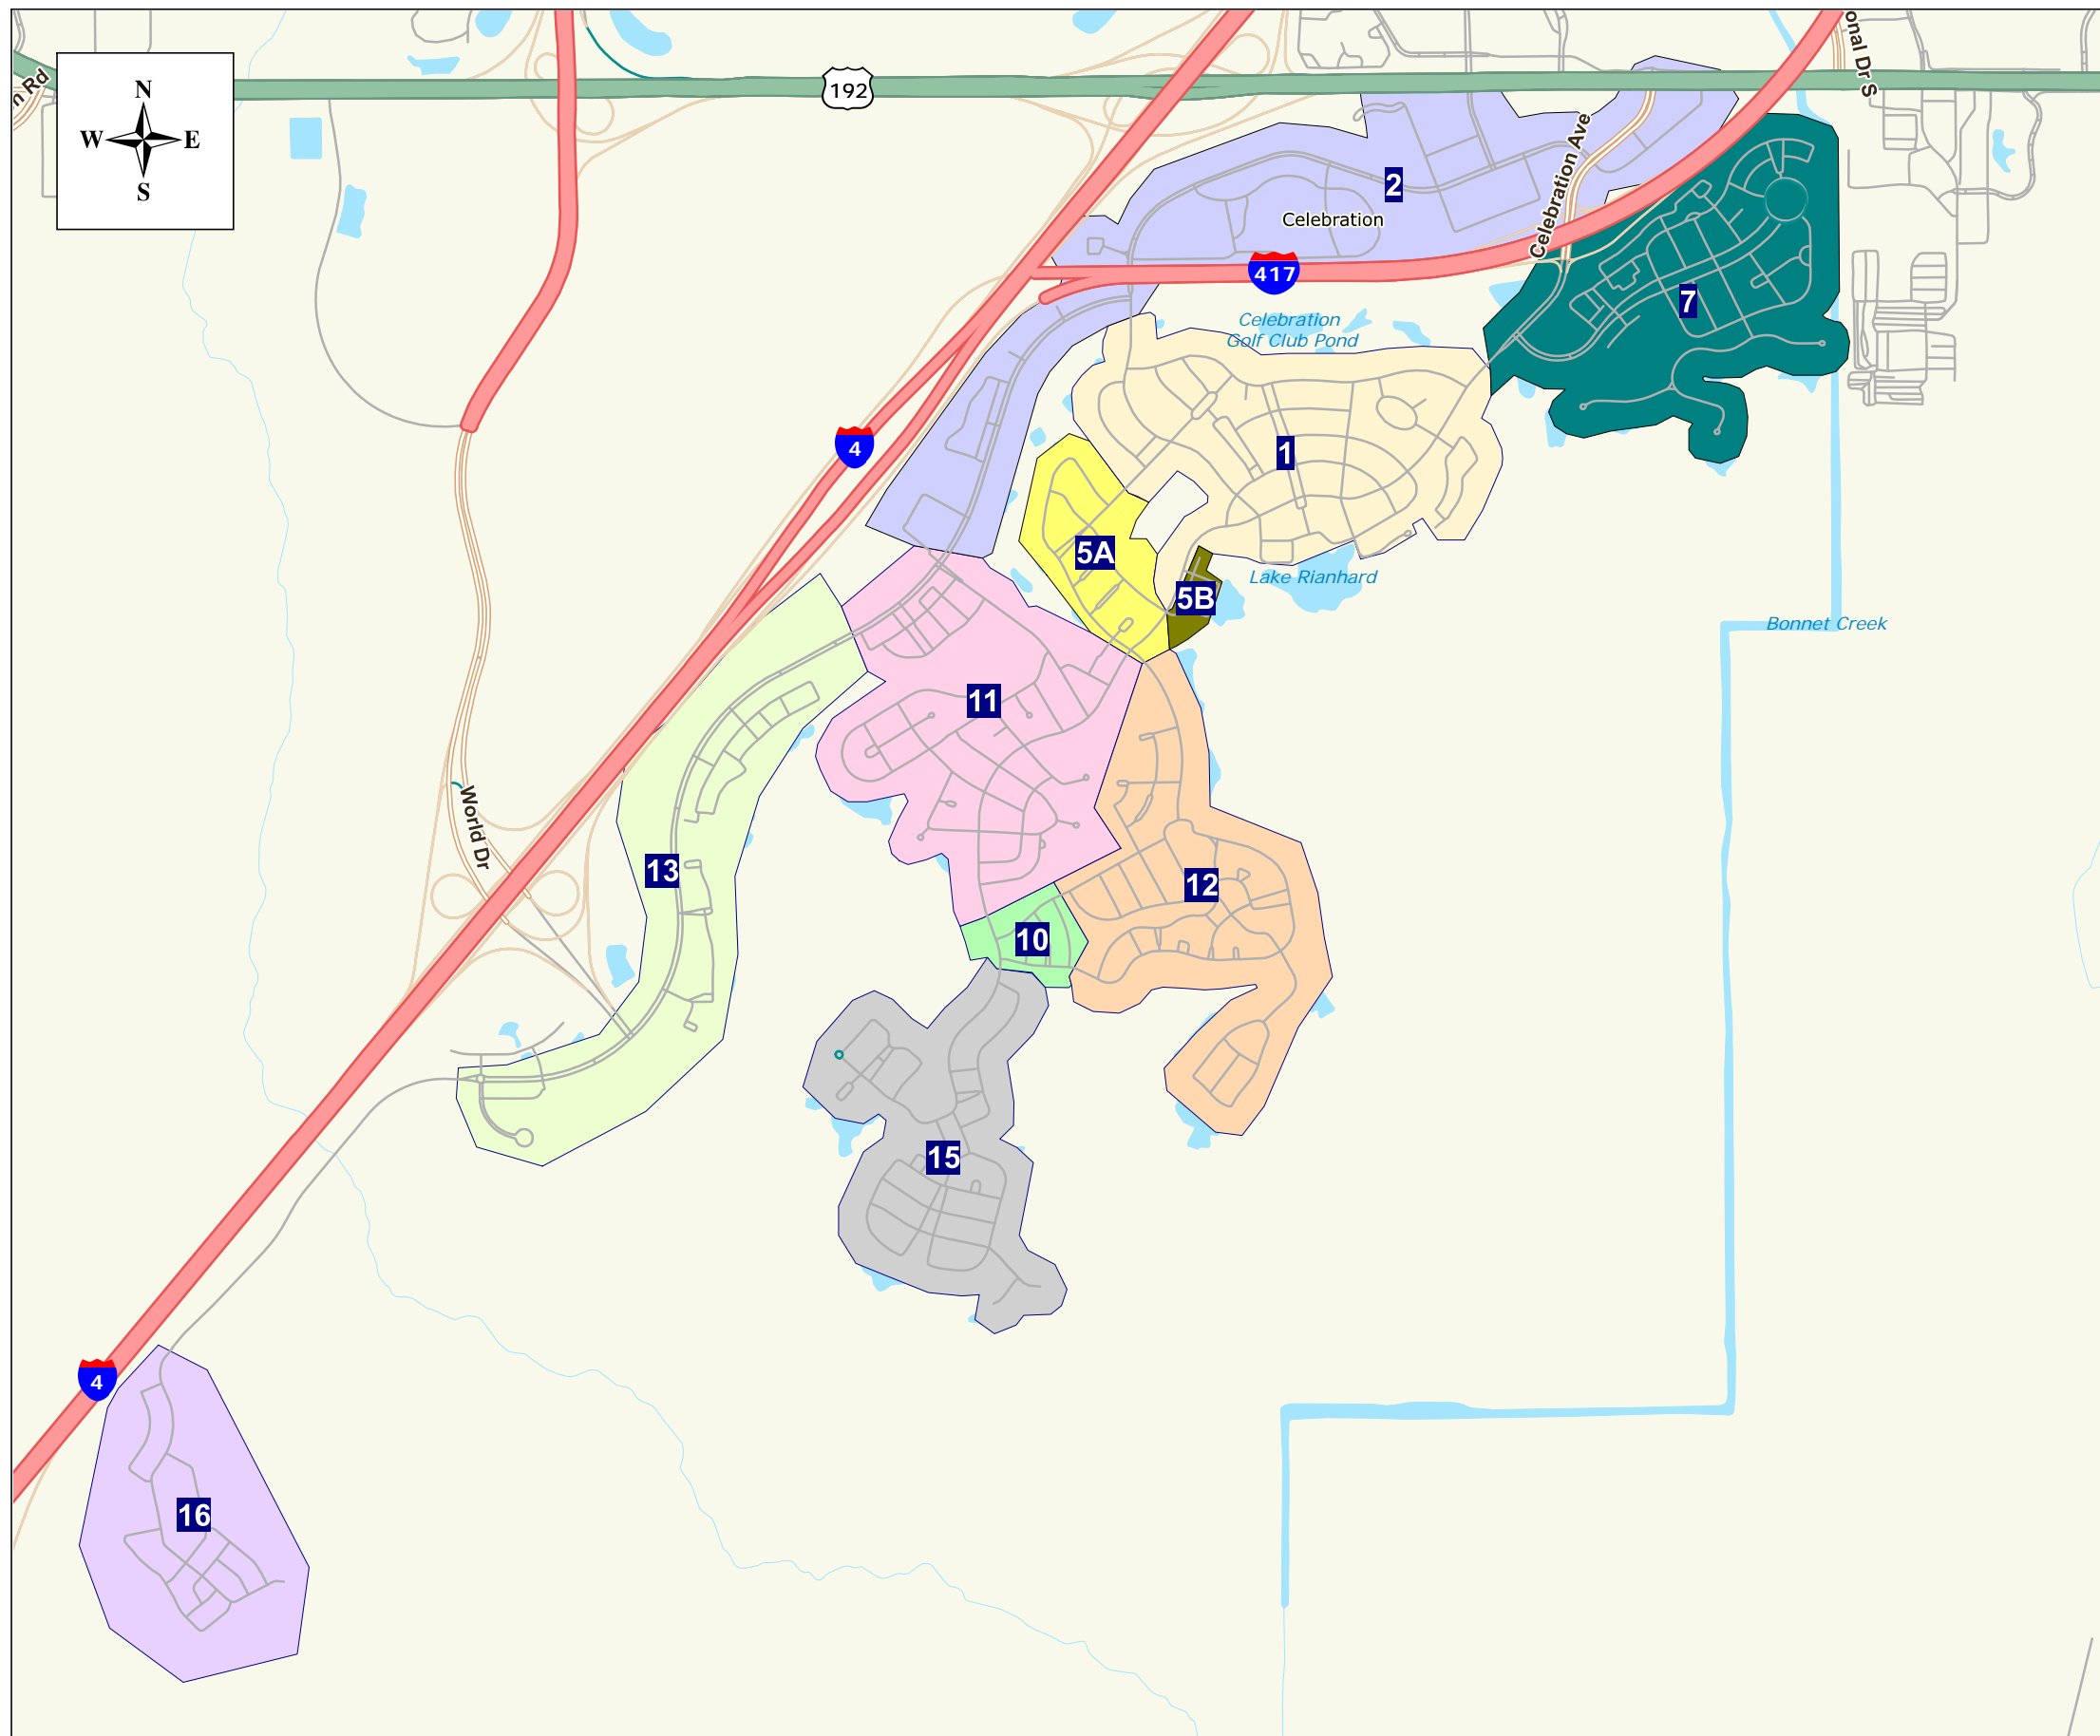 N
W E
S
n Rd
192
onal Dr S
Celebration Ave
2
Celebration
417
7
Celebration
Golf Club Pond
4
1
5A
5B
Lake Rianhard
Bonnet Creek
11
World Dr
13
12
10
15
4
16